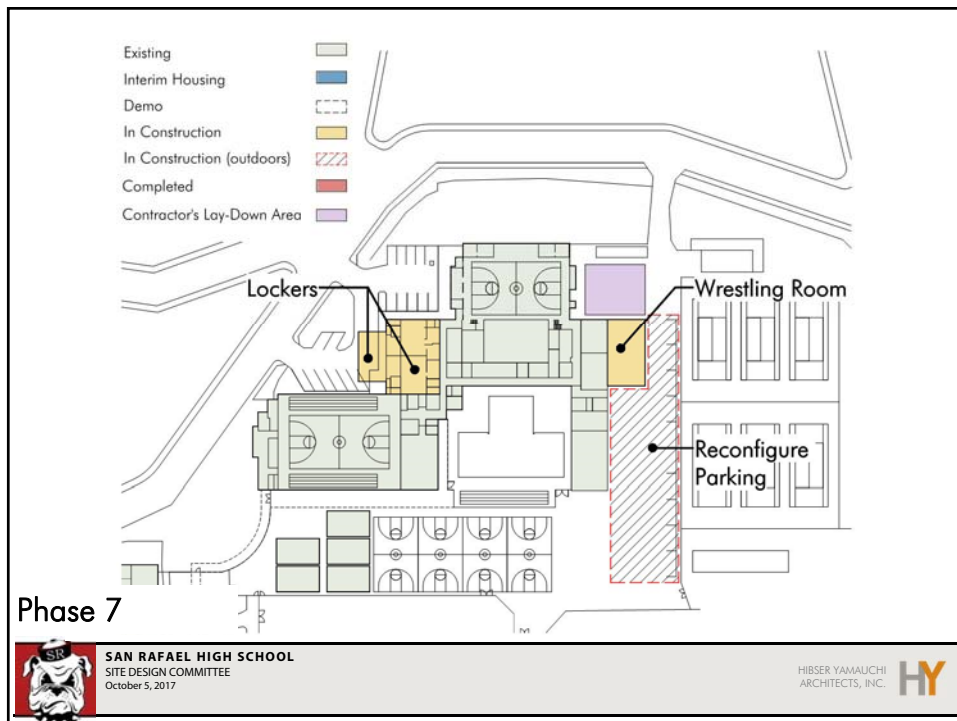 Existing
Interim Housing
Demo
In Construction
In Construction (outdoors)
Completed
Contractor's Lay-Down Area
Lockers
Wrestling Room
Reconfigure
Parking
Phase 7
SR
SAN RAFAEL HIGH SCHOOL
SITE DESIGN COMMITTEE
October 5, 2017
HIBSER YAMAUCHI
ARCHITECTS, INC.
HY